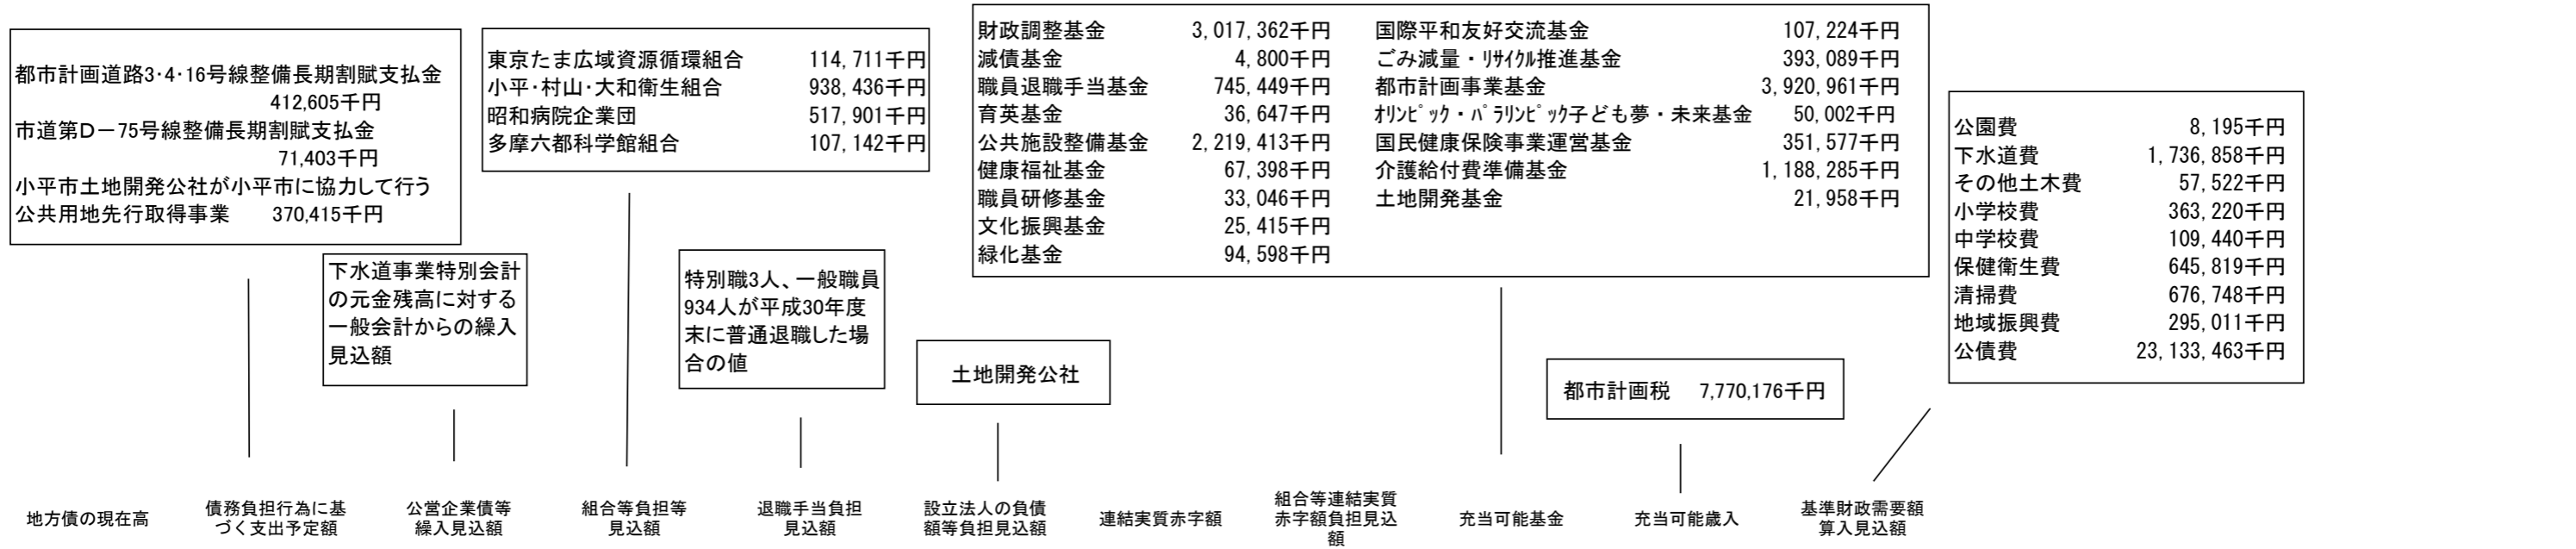 都市計画道路3・4・16号線整備長期割賦支払金
412,605千円
市道第D－75号線整備長期割賦支払金
71,403千円
小平市土地開発公社が小平市に協力して行う
公共用地先行取得事業　370,415千円
下水道事業特別会計
の元金残高に対する
一般会計からの繰入
見込額
東京たま広域資源循環組合　114,711千円
小平・村山・大和衛生組合　938,436千円
昭和病院企業団　517,901千円
多摩六都科学館組合　107,142千円
特別職3人、一般職員
934人が平成30年度
末に普通退職した場
合の値
土地開発公社
財政調整基金　3,017,362千円　国際平和友好交流基金　107,224千円
減債基金　4,800千円　ごみ減量・ﾘｻｲｸﾙ推進基金　393,089千円
職員退職手当基金　745,449千円　都市計画事業基金　3,920,961千円
育英基金　36,647千円　ｵﾘﾝﾋﾟｯｸ・ﾊﾟﾗﾘﾝﾋﾟｯｸ子ども夢・未来基金　50,002千円
公共施設整備基金　2,219,413千円　国民健康保険事業運営基金　351,577千円
健康福祉基金　67,398千円　介護給付費準備基金　1,188,285千円
職員研修基金　33,046千円　土地開発基金　21,958千円
文化振興基金　25,415千円
緑化基金　94,598千円
都市計画税　7,770,176千円
公園費　8,195千円
下水道費　1,736,858千円
その他土木費　57,522千円
小学校費　363,220千円
中学校費　109,440千円
保健衛生費　645,819千円
清掃費　676,748千円
地域振興費　295,011千円
公債費　23,133,463千円
地方債の現在高
債務負担行為に基
づく支出予定額
公営企業債等
繰入見込額
組合等負担等
見込額
退職手当負担
見込額
設立法人の負債
額等負担見込額
連結実質赤字額
組合等連結実質
赤字額負担見込
額
充当可能基金
充当可能歳入
基準財政需要額
算入見込額